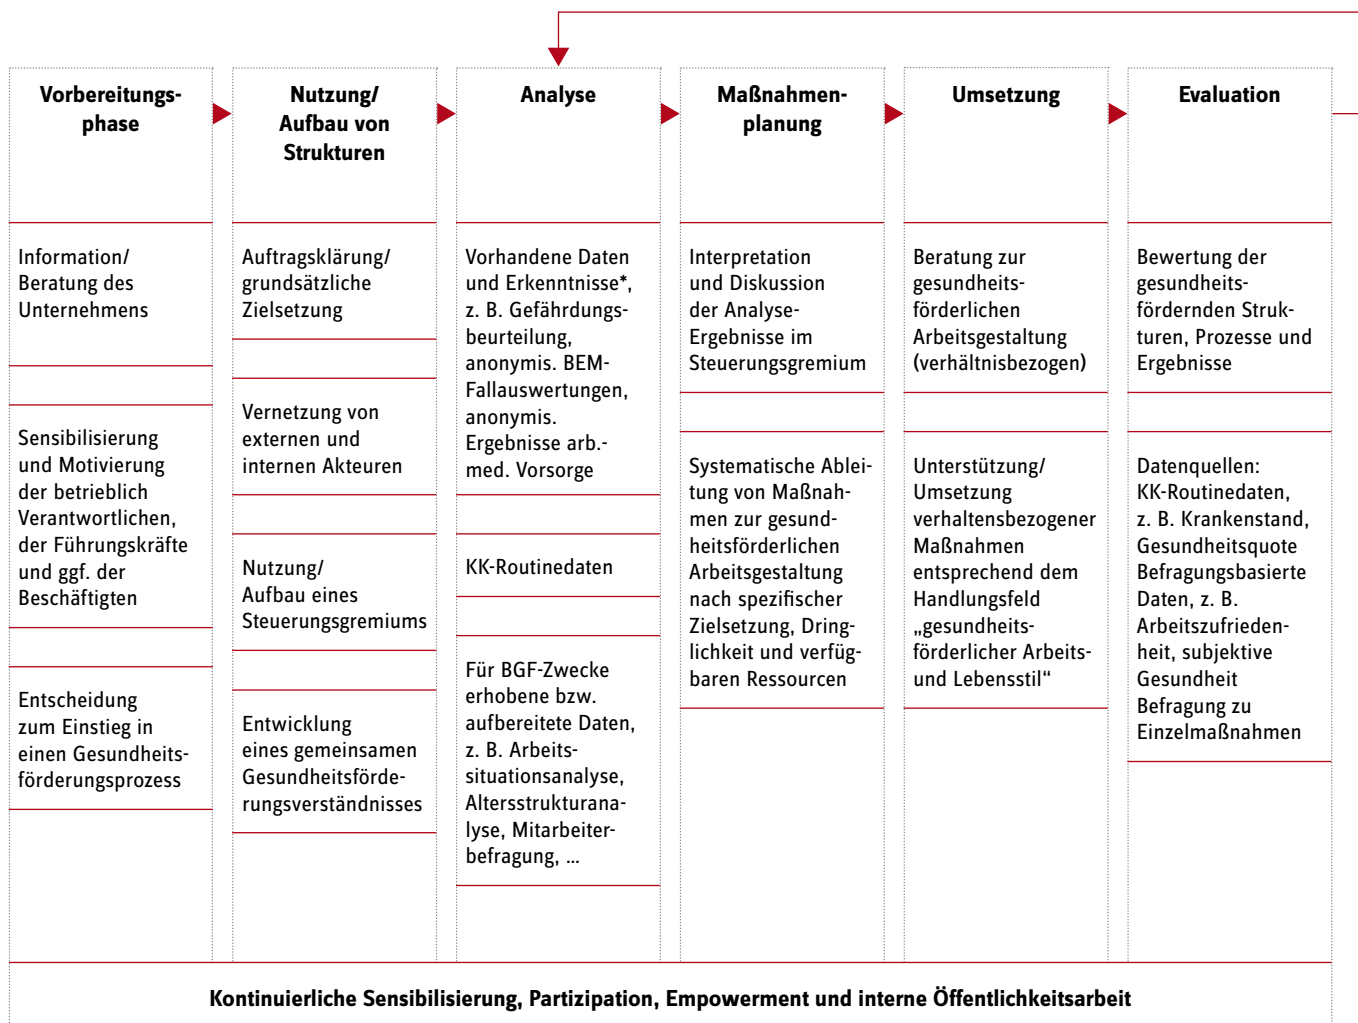 Vorbereitungs-
phase
Information/
Beratung des
Unternehmens
Sensibilisierung
und Motivierung
der betrieblich
Verantwortlichen,
der Führungskräfte
und ggf. der
Beschäftigten
Entscheidung
zum Einstieg in
einen Gesundheits-
förderungsprozess
Nutzung/
Aufbau von
Strukturen
Auftragsklärung/
grundsätzliche
Zielsetzung
Vernetzung von
externen und
internen Akteuren
Nutzung/
Aufbau eines
Steuerungsgremiums
Entwicklung
eines gemeinsamen
Gesundheitsförde-
rungsverständnisses
Analyse
Vorhandene Daten
und Erkenntnisse*,
z. B. Gefährdungs-
beurteilung,
anonymis. BEM-
Fallauswertungen,
anonymis.
Ergebnisse arb.-
med. Vorsorge
KK-Routinedaten
Für BGF-Zwecke
erhobene bzw.
aufbereitete Daten,
z. B. Arbeits-
situationsanalyse,
Altersstrukturana-
lyse, Mitarbeiter-
befragung, ...
Maßnahmen-
planung
Interpretation
und Diskussion
der Analyse-
Ergebnisse im
Steuerungsgremium
Systematische Ablei-
tung von Maßnah-
men zur gesund-
heitsförderlichen
Arbeitsgestaltung
nach spezifischer
Zielsetzung, Dring-
lichkeit und verfüg-
baren Ressourcen
Umsetzung
Beratung zur
gesundheits-
förderlichen
Arbeitsgestaltung
(verhältnisbezogen)
Unterstützung/
Umsetzung
verhaltensbezogener
Maßnahmen
entsprechend dem
Handlungsfeld
„gesundheits-
förderlicher Arbeits-
und Lebensstil“
Evaluation
Bewertung der
gesundheits-
fördernden Struk-
turen, Prozesse und
Ergebnisse
Datenquellen:
KK-Routinedaten,
z. B. Krankenstand,
Gesundheitsquote
Befragungsbasierte
Daten, z. B.
Arbeitszufrieden-
heit, subjektive
Gesundheit
Befragung zu
Einzelmaßnahmen
Kontinuierliche Sensibilisierung, Partizipation, Empowerment und interne Öffentlichkeitsarbeit